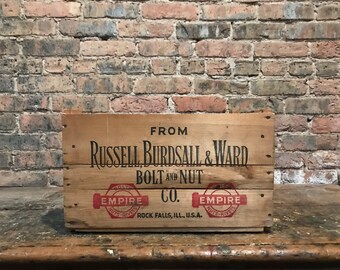 FROM
RUSSELL, BURDSALL & WARD
BOLT AND NUT
CO.
EMPIRE EMPIRE
ROCK FALLS, ILL., U.S.A.